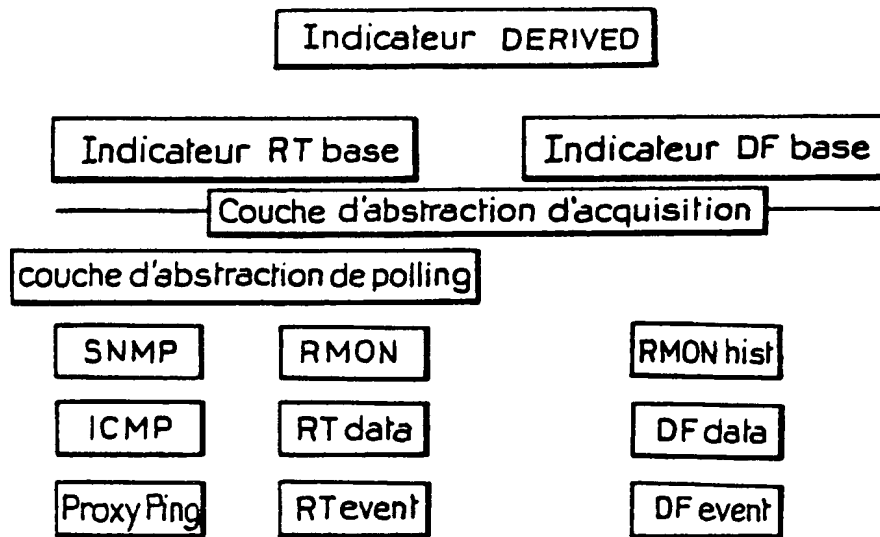 Indicateur DERIVED
Indicateur RT base
Indicateur DF base
Couche d'abstraction d'acquisition
couche d'abstraction de polling
SNMP
RMON
RMON hist
ICMP
RT data
DF data
Proxy Ping
RT event
DF event